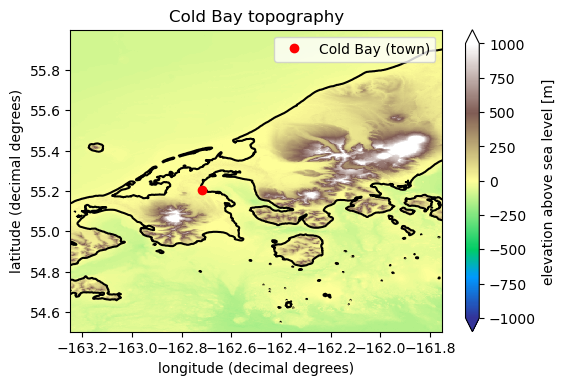 Cold Bay topography
Cold Bay (town)
55.8
55.6
55.4
55.2
55.0
54.8
54.6
latitude (decimal degrees)
−163.2 −163.0 −162.8 −162.6 −162.4 −162.2 −162.0 −161.8
longitude (decimal degrees)
1000
750
500
250
0
−250
−500
−750
−1000
elevation above sea level [m]